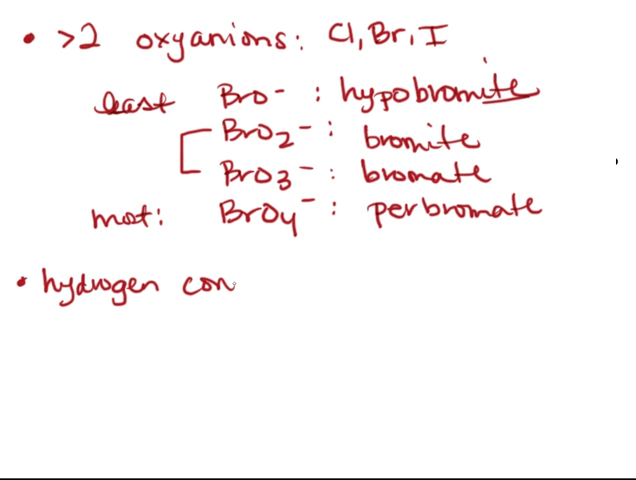 • >2 oxyanions: Cl, Br, I
least BrO⁻ : hypobromite
BrO₂⁻ : bromite
BrO₃⁻ : bromate
most: BrO₄⁻ : perbromate
• hydrogen con